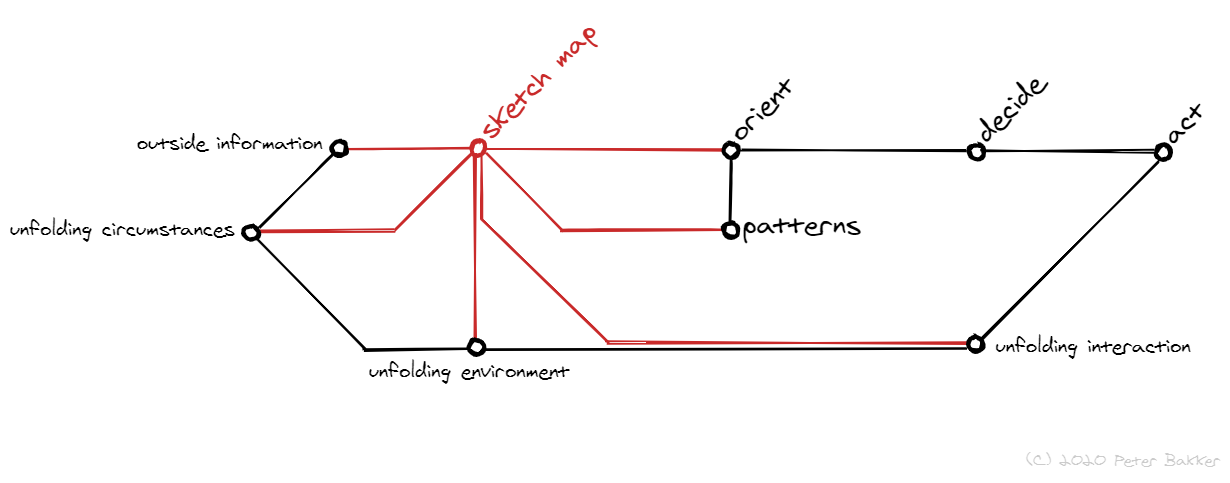 sketch map
orient
decide
act
outside information
unfolding circumstances
patterns
unfolding environment
unfolding interaction
(C) 2020 Peter Bakker